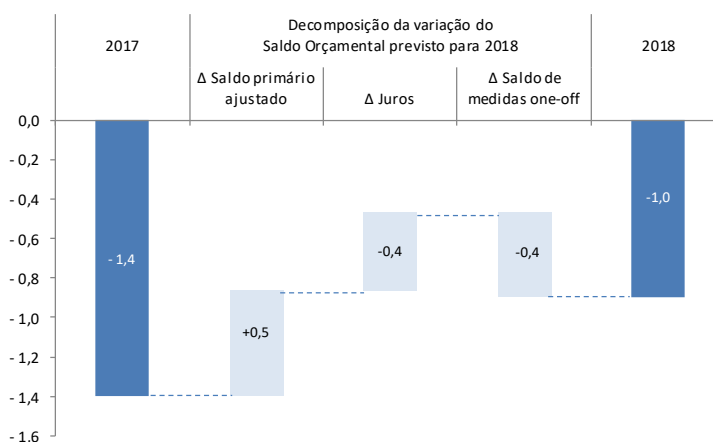 2017
Decomposição da variação do
Saldo Orçamental previsto para 2018
2018
Δ Saldo primário
ajustado
Δ Juros
Δ Saldo de
medidas one-off
0,0
- 0,2
- 0,4
- 0,6
- 0,8
- 1,0
- 1,2
- 1,4
- 1,6
- 1,4
+0,5
-0,4
-0,4
-1,0